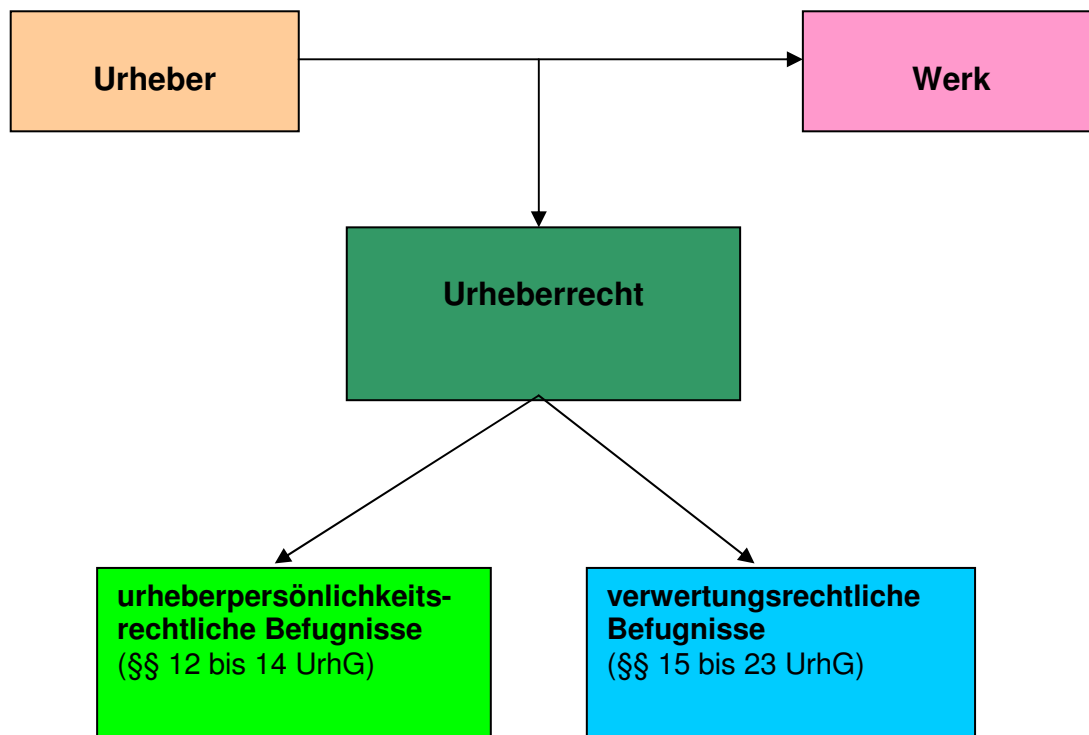 Urheber
Werk
Urheberrecht
urheberpersönlichkeits-
rechtliche Befugnisse
(§§ 12 bis 14 UrhG)
verwertungsrechtliche
Befugnisse
(§§ 15 bis 23 UrhG)